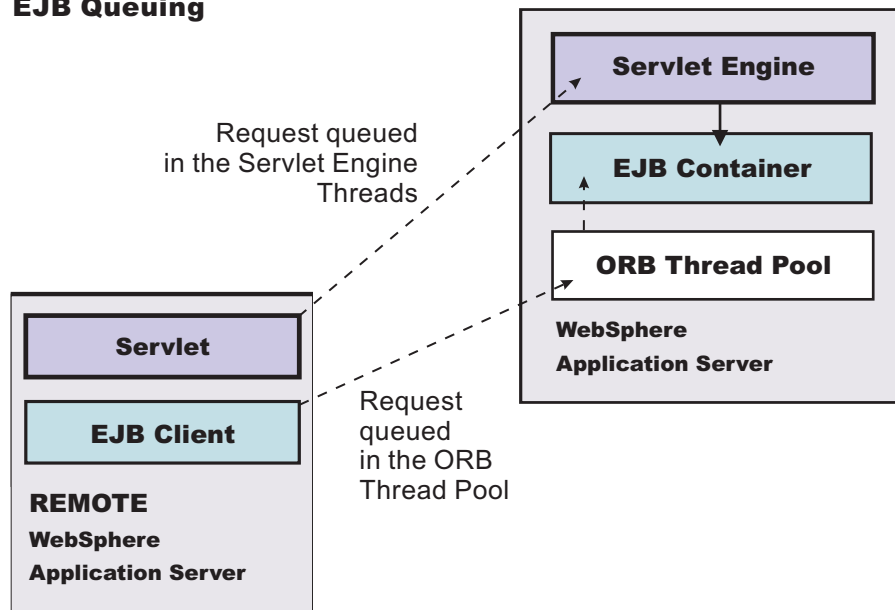 EJB Queuing
Servlet Engine
Request queued
in the Servlet Engine
Threads
EJB Container
ORB Thread Pool
WebSphere
Application Server
Servlet
EJB Client
Request
queued
in the ORB
Thread Pool
REMOTE
WebSphere
Application Server